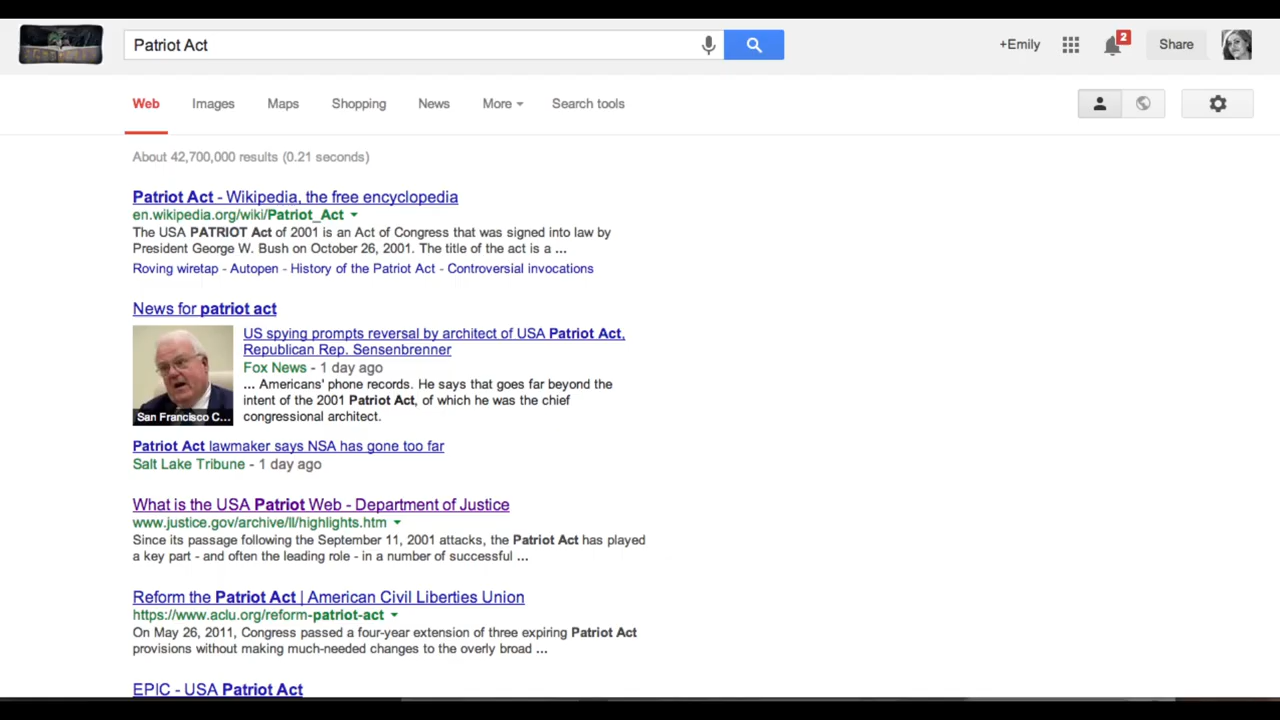 Patriot Act
+Emily
2
Share
Web Images Maps Shopping News More Search tools
About 42,700,000 results (0.21 seconds)
Patriot Act - Wikipedia, the free encyclopedia
en.wikipedia.org/wiki/Patriot_Act
The USA PATRIOT Act of 2001 is an Act of Congress that was signed into law by
President George W. Bush on October 26, 2001. The title of the act is a ...
Roving wiretap - Autopen - History of the Patriot Act - Controversial invocations
News for patriot act
US spying prompts reversal by architect of USA Patriot Act,
Republican Rep. Sensenbrenner
Fox News - 1 day ago
... Americans' phone records. He says that goes far beyond the
intent of the 2001 Patriot Act, of which he was the chief
congressional architect.
San Francisco C...
Patriot Act lawmaker says NSA has gone too far
Salt Lake Tribune - 1 day ago
What is the USA Patriot Web - Department of Justice
www.justice.gov/archive/ll/highlights.htm
Since its passage following the September 11, 2001 attacks, the Patriot Act has played
a key part - and often the leading role - in a number of successful ...
Reform the Patriot Act | American Civil Liberties Union
https://www.aclu.org/reform-patriot-act
On May 26, 2011, Congress passed a four-year extension of three expiring Patriot Act
provisions without making much-needed changes to the overly broad ...
EPIC - USA Patriot Act